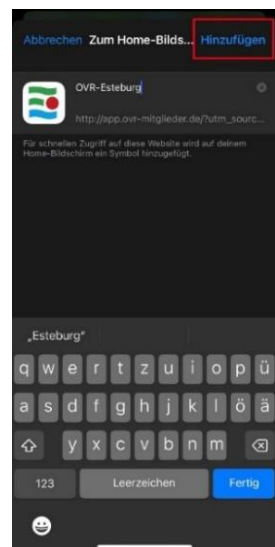 Abbrechen Zum Home-Bilds... Hinzufügen
OVR-Esteburg
http://app.ovr-mitglieder.de/?utm_sourc...
Für schnellen Zugriff auf diese Website wird auf deinem
Home-Bildschirm ein Symbol hinzugefügt.
„Esteburg“
q w e r t z u i o p ü
a s d f g h j k l ö ä
y x c v b n m
123 Leerzeichen Fertig